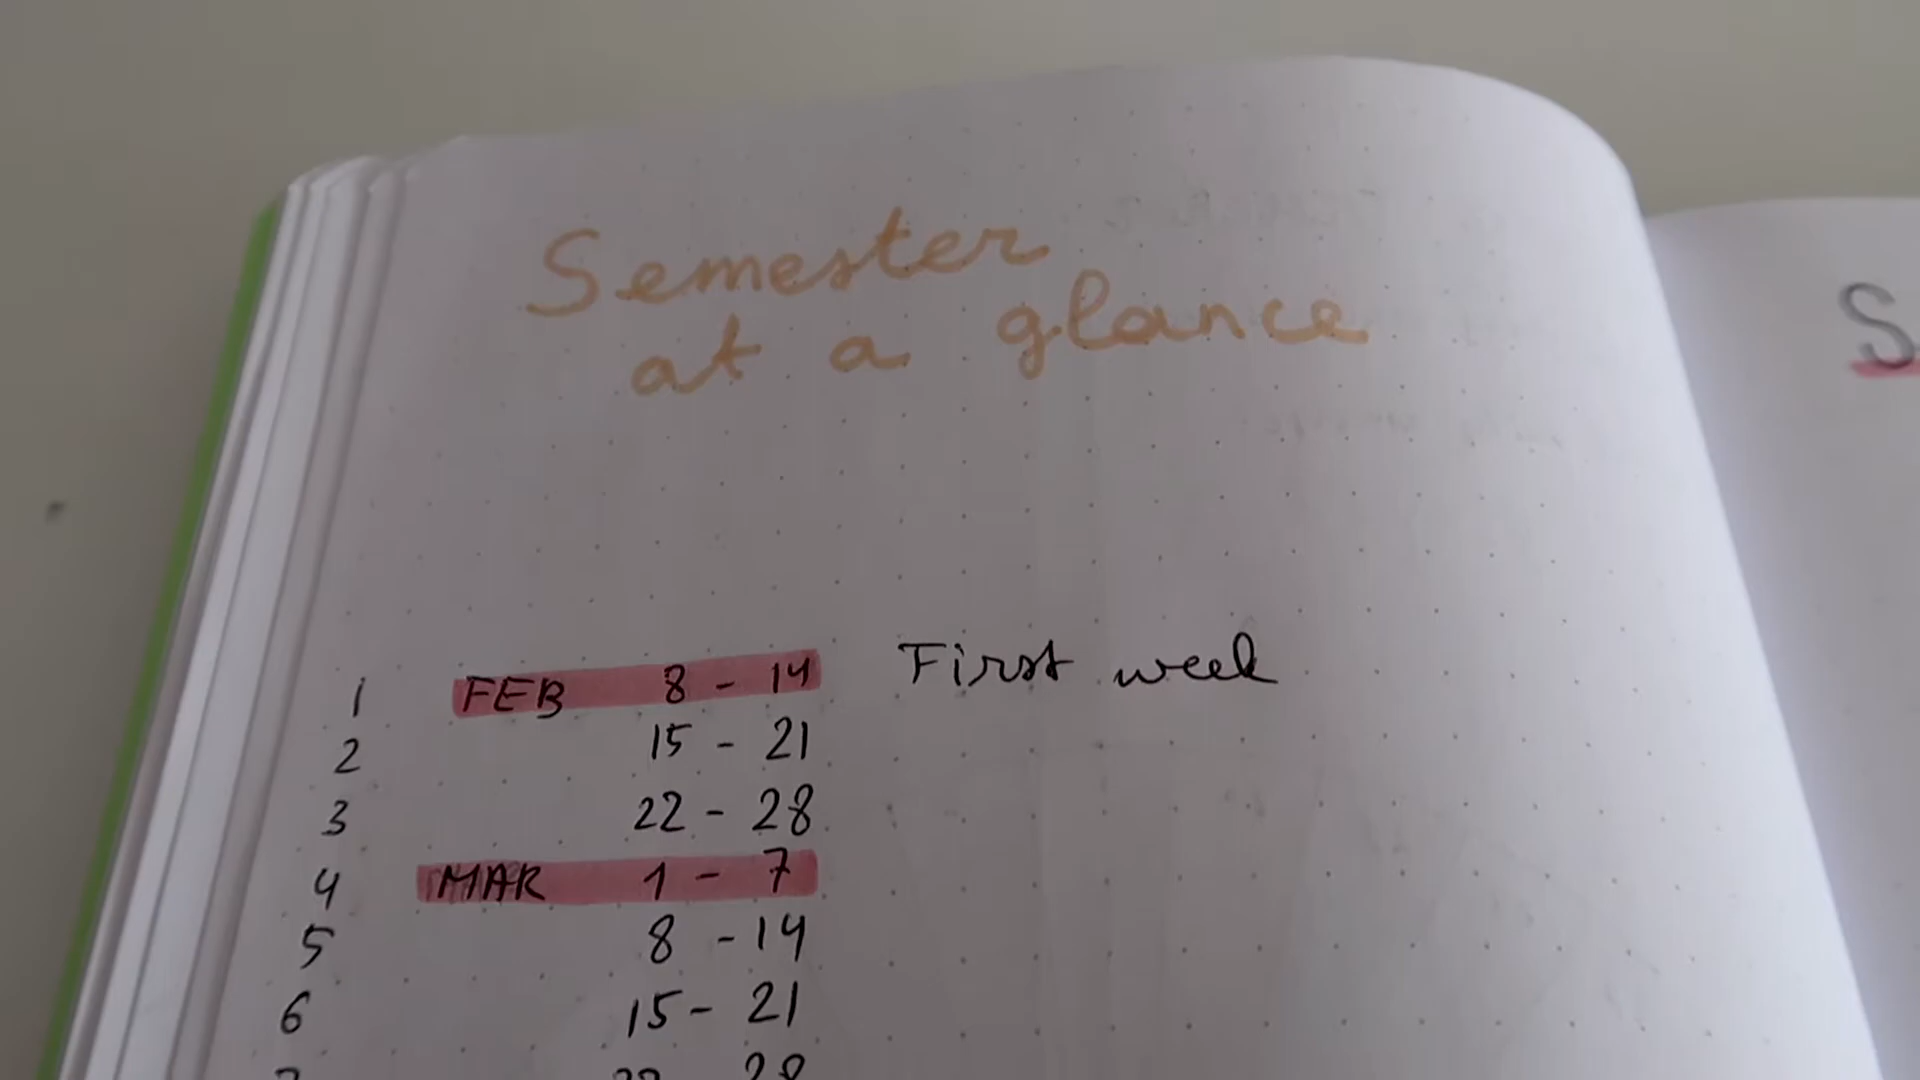 Semester
at a glance
1 FEB 8 - 14 First week
2 15 - 21
3 22 - 28
4 MAR 1 - 7
5 8 - 14
6 15 - 21
28